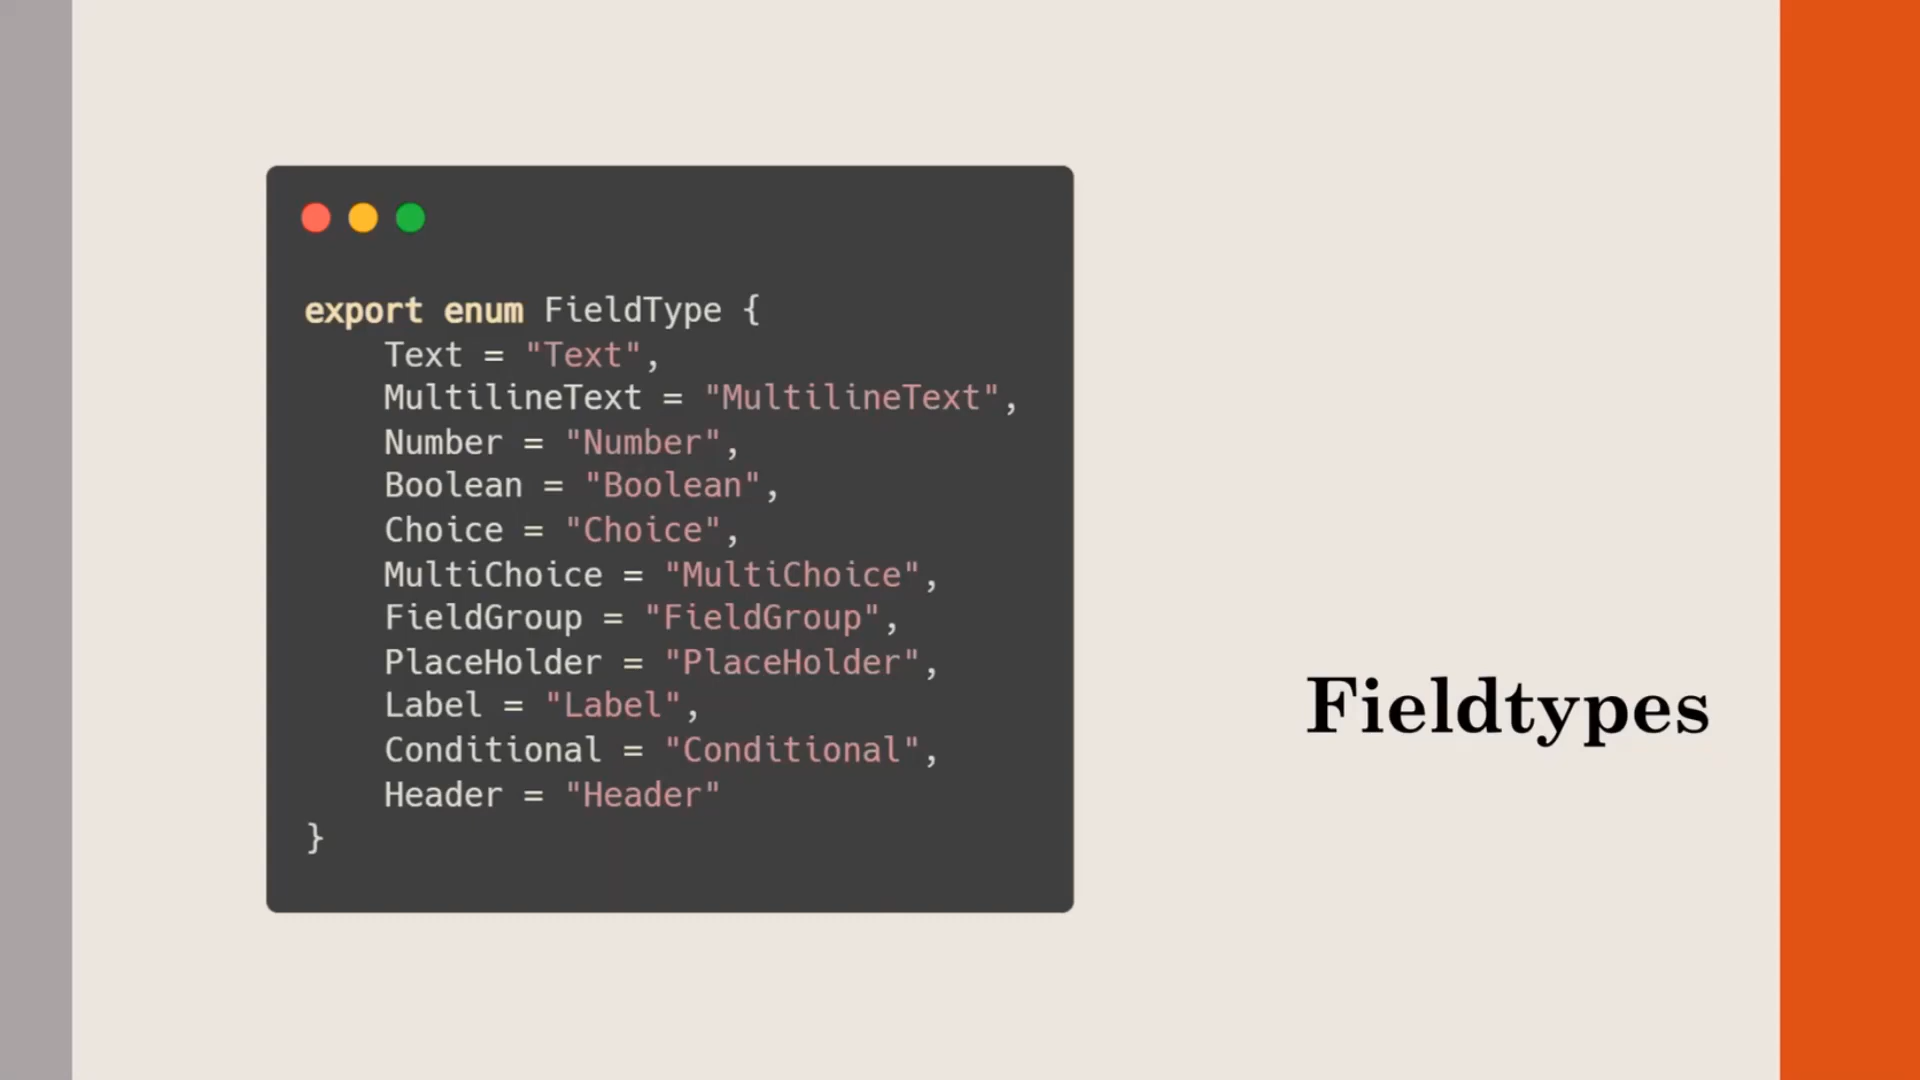 export enum FieldType {
    Text = "Text",
    MultilineText = "MultilineText",
    Number = "Number",
    Boolean = "Boolean",
    Choice = "Choice",
    MultiChoice = "MultiChoice",
    FieldGroup = "FieldGroup",
    PlaceHolder = "PlaceHolder",
    Label = "Label",
    Conditional = "Conditional",
    Header = "Header"
}
Fieldtypes